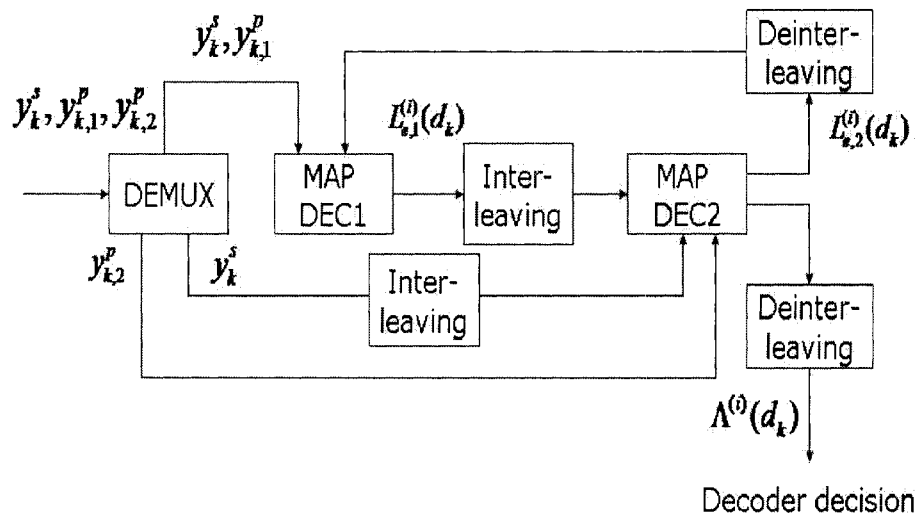 y_k^s, y_{k,1}^p
Deinter-
leaving
y_k^s, y_{k,1}^p, y_{k,2}^p
L_{e,1}^{(i)}(d_k)
L_{e,2}^{(i)}(d_k)
DEMUX
MAP
DEC1
Inter-
leaving
MAP
DEC2
y_{k,2}^p
y_k^s
Inter-
leaving
Deinter-
leaving
Λ^{(i)}(d_k)
Decoder decision